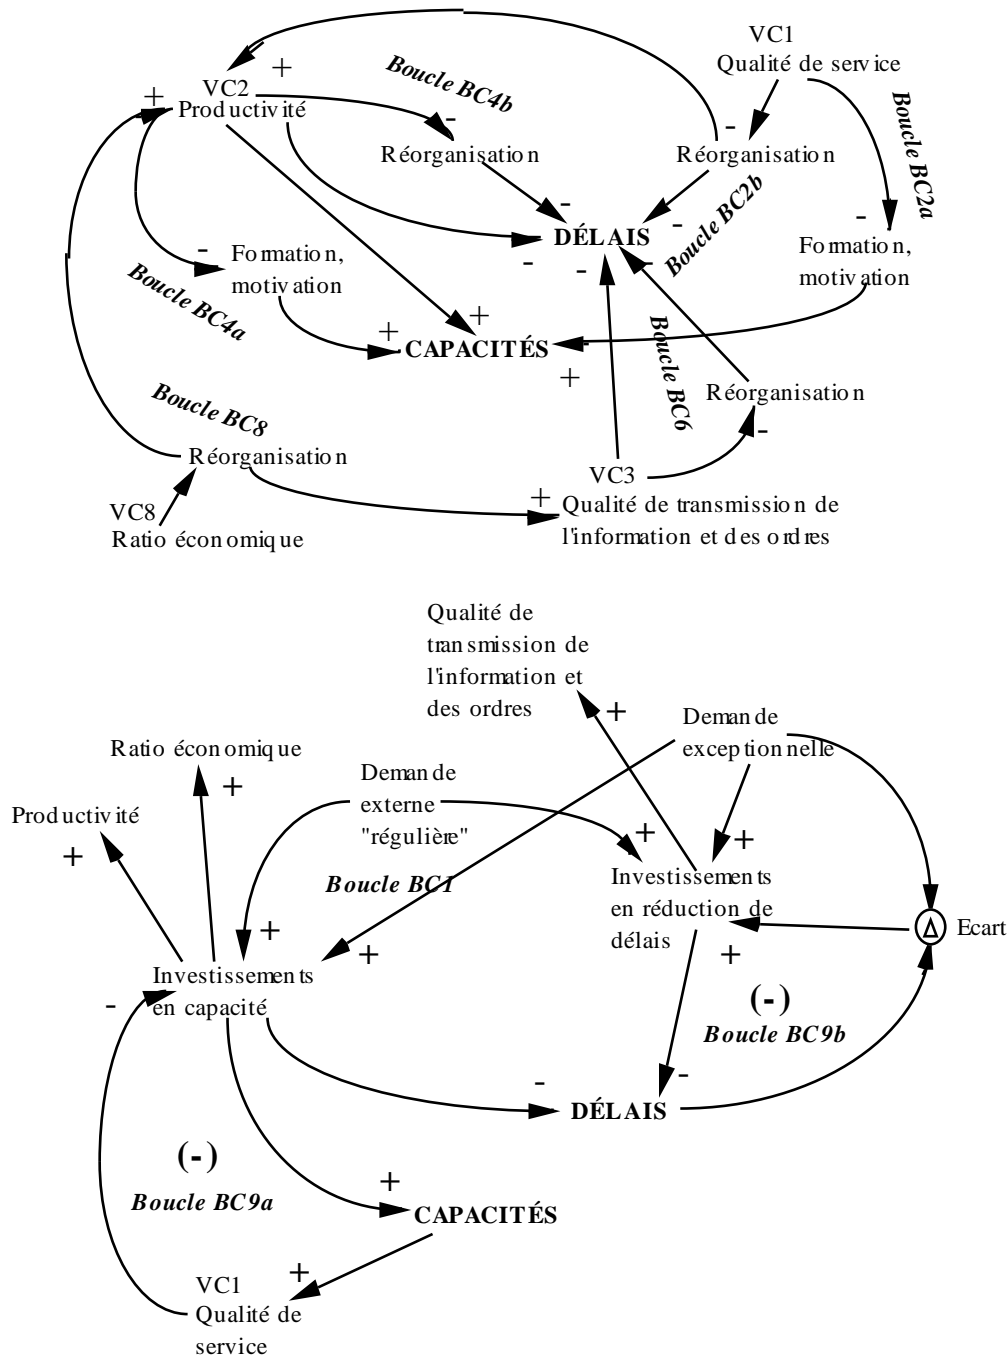 VC1
Qualité de service
+
VC2
Productivité
+
Boucle BC4b
-
Réorganisation
-
Réorganisation
Boucle BC2a
-
DÉLAIS
-
-
-
-
Boucle BC2b
-
Formation,
motivation
-
Formation,
motivation
Boucle BC4a
+
+
CAPACITÉS
-
+
Boucle BC6
Réorganisation
-
Boucle BC8
Réorganisation
VC8
Ratio économique
+
VC3
Qualité de transmission de
l'information et des ordres
Qualité de
transmission de
l'information et
des ordres
+
Demande
exceptionnelle
Ratio économique
+
Demande
externe
"régulière"
Productivité
+
+
+
Boucle BC1
Investissements
en réduction de
délais
+
Δ
Ecart
+
+
Investissements
en capacité
-
(-)
Boucle BC9b
-
-
DÉLAIS
(-)
Boucle BC9a
+
CAPACITÉS
+
VC1
Qualité de
service